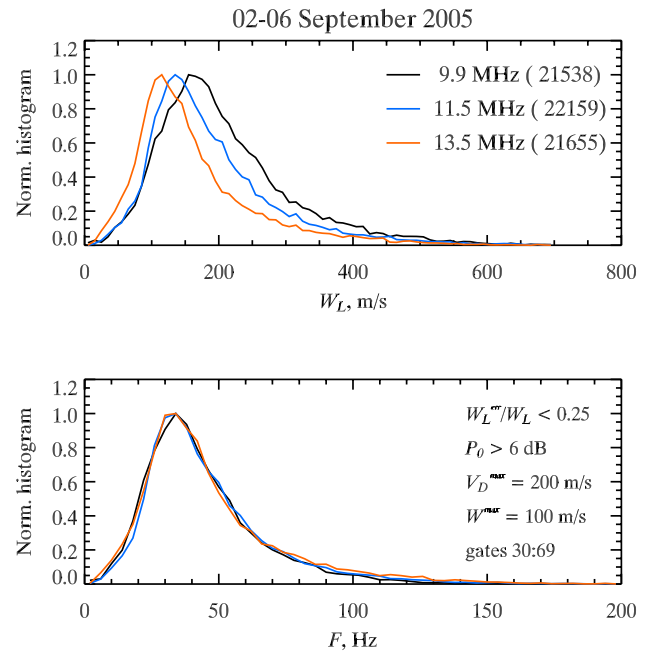 02-06 September 2005
1.2
1.0
0.8
0.6
0.4
0.2
0.0
Norm. histogram
9.9 MHz ( 21538)
11.5 MHz ( 22159)
13.5 MHz ( 21655)
0 200 400 600 800
W_L, m/s
1.2
1.0
0.8
0.6
0.4
0.2
0.0
Norm. histogram
W_L^err/W_L < 0.25
P_0 > 6 dB
V_D^max = 200 m/s
W^max = 100 m/s
gates 30:69
0 50 100 150 200
F, Hz